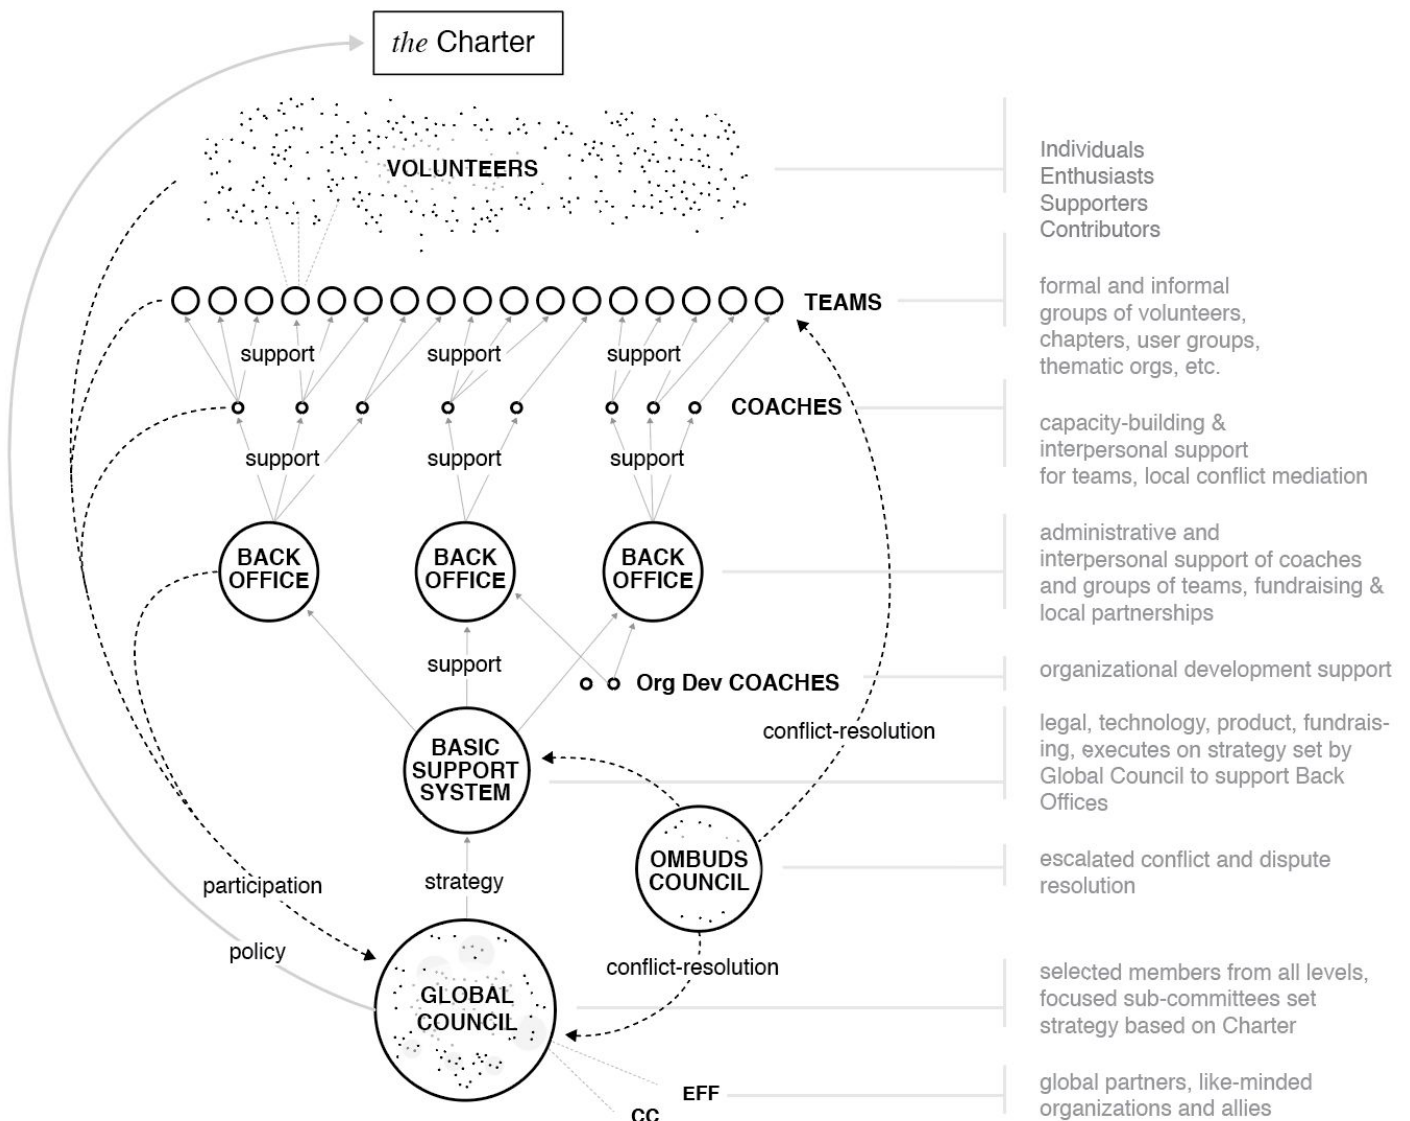 the Charter
VOLUNTEERS
Individuals
Enthusiasts
Supporters
Contributors
TEAMS
formal and informal
groups of volunteers,
chapters, user groups,
thematic orgs, etc.
support
support
support
COACHES
capacity-building &
interpersonal support
for teams, local conflict mediation
support
support
support
BACK
OFFICE
BACK
OFFICE
BACK
OFFICE
administrative and
interpersonal support of coaches
and groups of teams, fundraising &
local partnerships
support
Org Dev COACHES
organizational development support
conflict-resolution
BASIC
SUPPORT
SYSTEM
legal, technology, product, fundrais-
ing, executes on strategy set by
Global Council to support Back
Offices
OMBUDS
COUNCIL
escalated conflict and dispute
resolution
participation
strategy
policy
conflict-resolution
GLOBAL
COUNCIL
selected members from all levels,
focused sub-committees set
strategy based on Charter
EFF
CC
global partners, like-minded
organizations and allies